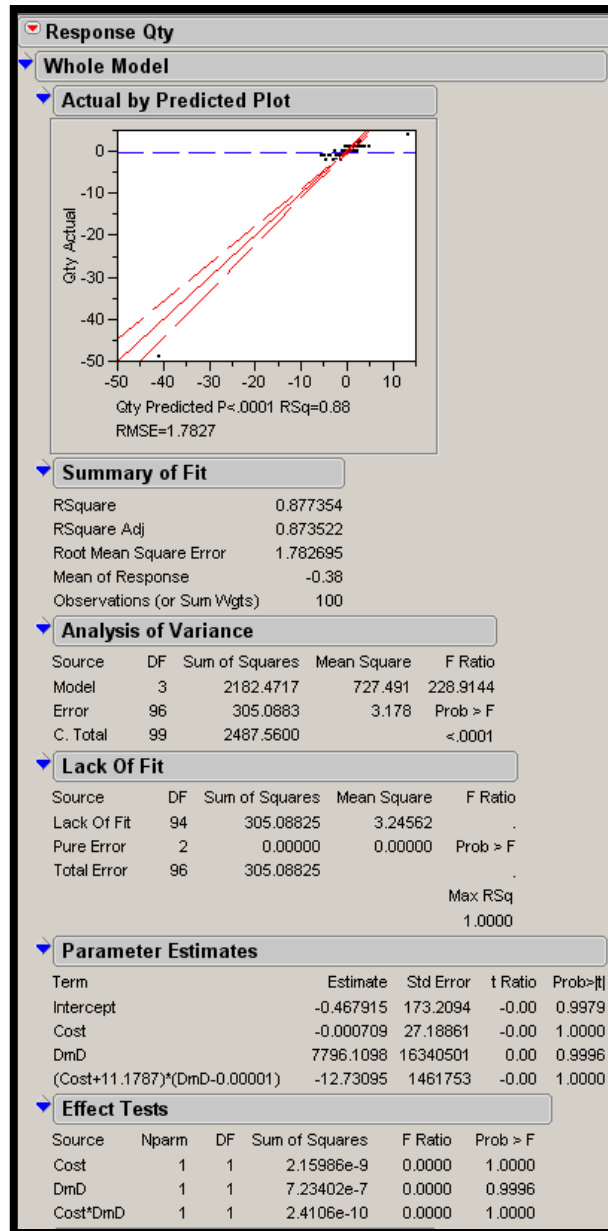 Response Qty
Whole Model
Actual by Predicted Plot
0
-10
-20
-30
-40
-50
Qty Actual
-50 -40 -30 -20 -10 0 10
Qty Predicted P<.0001 RSq=0.88
RMSE=1.7827
Summary of Fit
RSquare 0.877354
RSquare Adj 0.873522
Root Mean Square Error 1.782695
Mean of Response -0.38
Observations (or Sum Wgts) 100
Analysis of Variance
Source DF Sum of Squares Mean Square F Ratio
Model 3 2182.4717 727.491 228.9144
Error 96 305.0883 3.178 Prob > F
C. Total 99 2487.5600 <.0001
Lack Of Fit
Source DF Sum of Squares Mean Square F Ratio
Lack Of Fit 94 305.08825 3.24562 .
Pure Error 2 0.00000 0.00000 Prob > F
Total Error 96 305.08825 .
Max RSq
1.0000
Parameter Estimates
Term Estimate Std Error t Ratio Prob>|t|
Intercept -0.467915 173.2094 -0.00 0.9979
Cost -0.000709 27.18861 -0.00 1.0000
DmD 7796.1098 16340501 0.00 0.9996
(Cost+11.1787)*(DmD-0.00001) -12.73095 1461753 -0.00 1.0000
Effect Tests
Source Nparm DF Sum of Squares F Ratio Prob > F
Cost 1 1 2.15986e-9 0.0000 1.0000
DmD 1 1 7.23402e-7 0.0000 0.9996
Cost*DmD 1 1 2.4106e-10 0.0000 1.0000